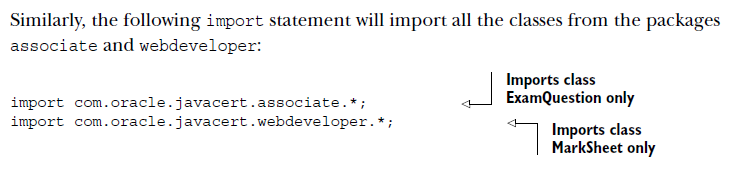 Similarly, the following import statement will import all the classes from the packages
associate and webdeveloper:
Imports class
ExamQuestion only
import com.oracle.javacert.associate.*;
import com.oracle.javacert.webdeveloper.*;
Imports class
MarkSheet only